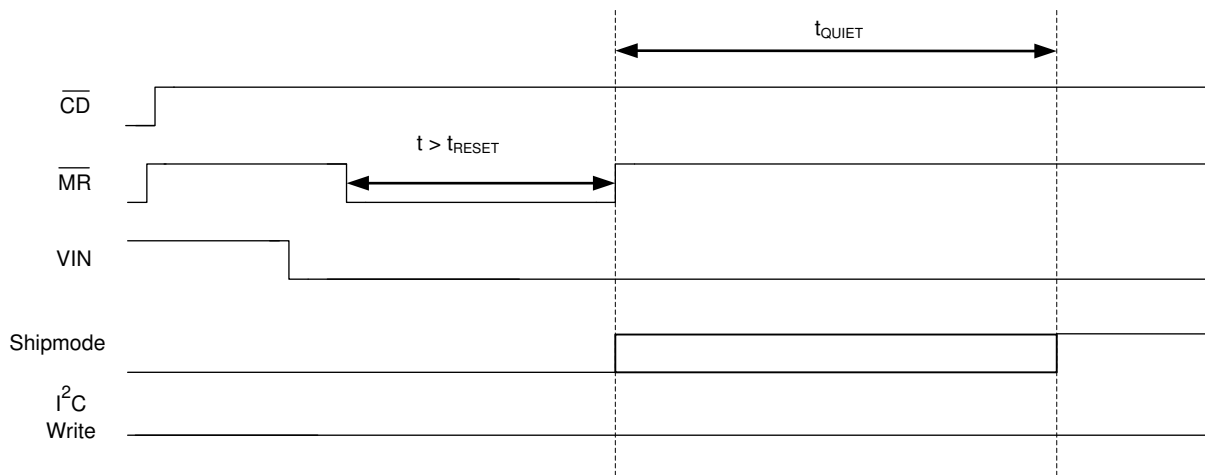 tQUIET
CD
t > tRESET
MR
VIN
Shipmode
I²C
Write